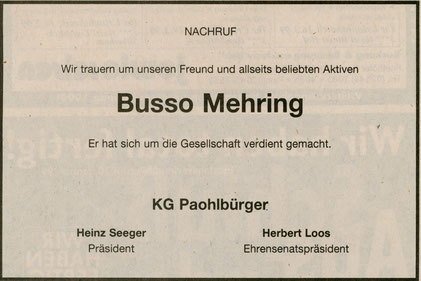 NACHRUF
Wir trauern um unseren Freund und allseits beliebten Aktiven
Busso Mehring
Er hat sich um die Gesellschaft verdient gemacht.
KG Paohlbürger
Heinz Seeger Herbert Loos
Präsident Ehrensenatspräsident